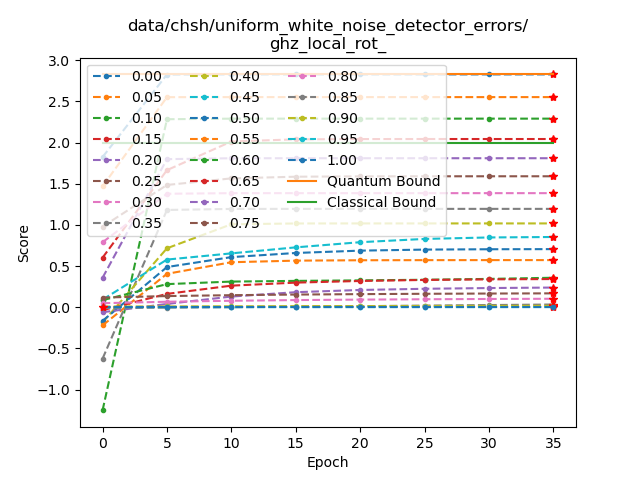 data/chsh/uniform_white_noise_detector_errors/
ghz_local_rot_
Score
3.0
2.5
2.0
1.5
1.0
0.5
0.0
−0.5
−1.0
0.00 0.40 0.80
0.05 0.45 0.85
0.10 0.50 0.90
0.15 0.55 0.95
0.20 0.60 1.00
0.25 0.65 Quantum Bound
0.30 0.70 Classical Bound
0.35 0.75
0 5 10 15 20 25 30 35
Epoch